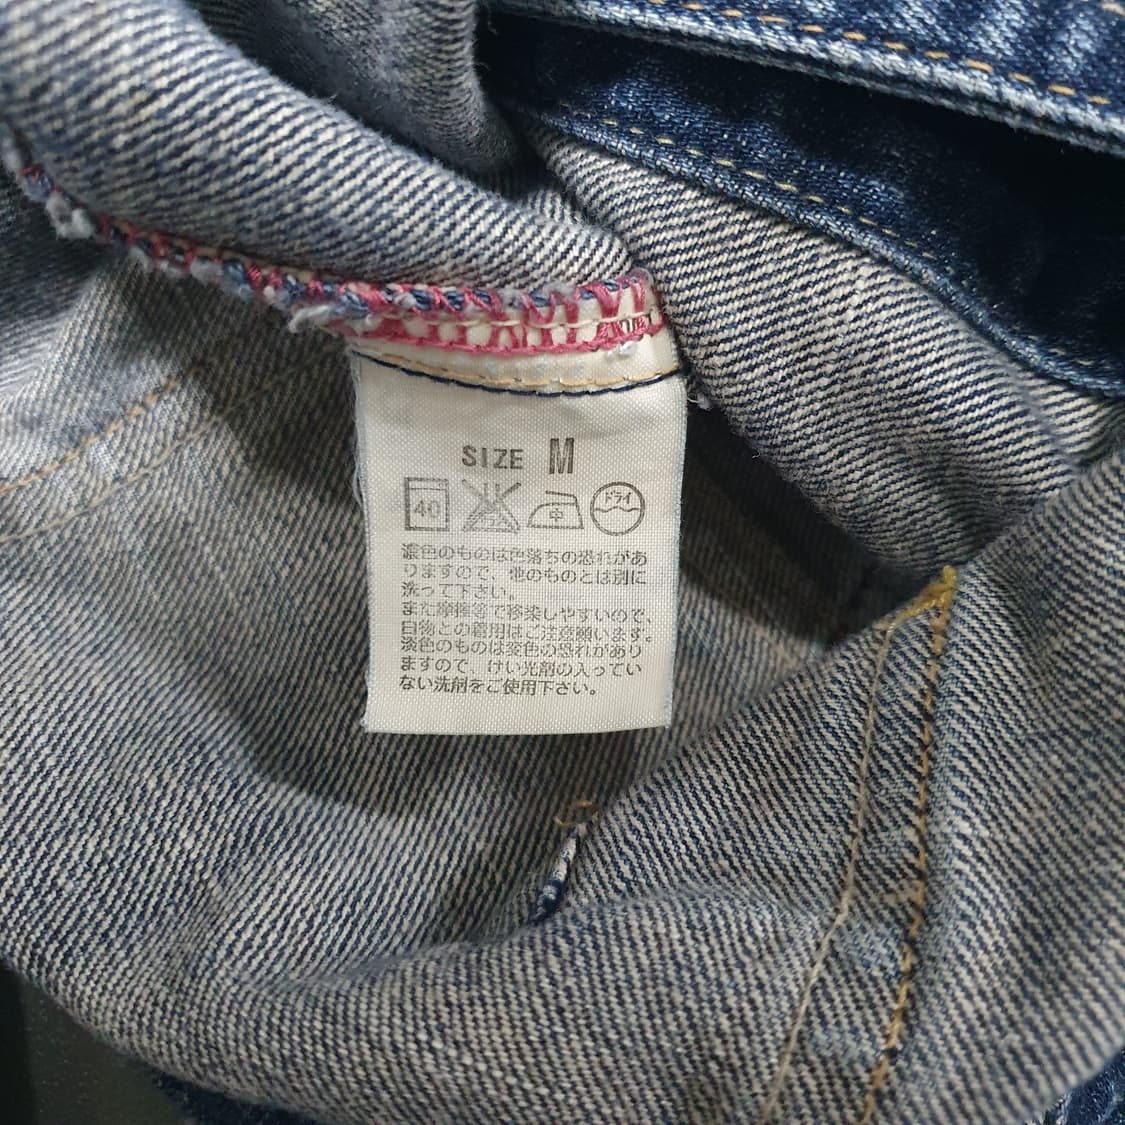 SIZE M
40 中 ドライ
濃色のものは色落ちの恐れがあ
りますので、他のものとは別に
洗って下さい。
また摩擦等で移染しやすいので、
白物との着用はご注意願います。
淡色のものは変色の恐れがあり
ますので、けい光剤の入ってい
ない洗剤をご使用下さい。